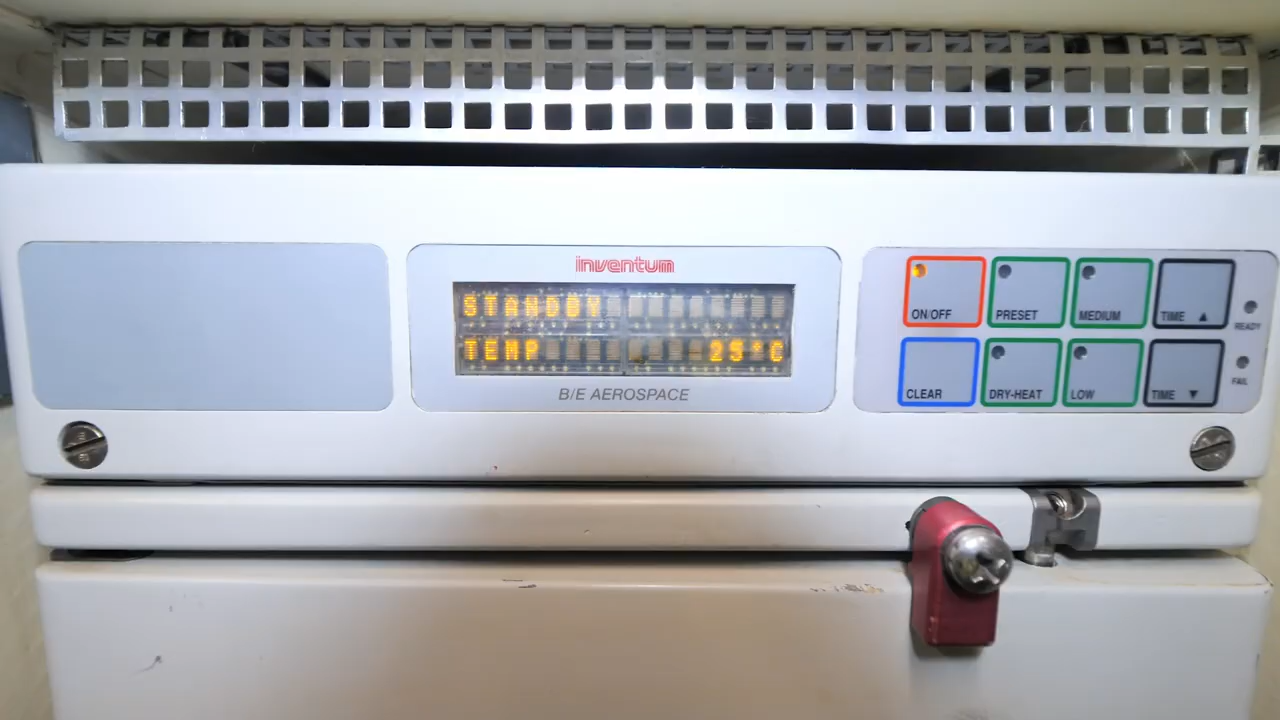 inventum
STANDBY
TEMP 25°C
B/E AEROSPACE
ON/OFF
PRESET
MEDIUM
TIME ▲
READY
CLEAR
DRY-HEAT
LOW
TIME ▼
FAIL